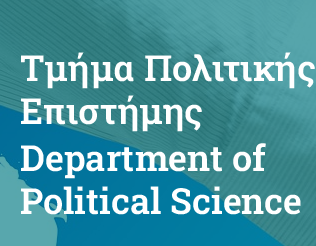 Τμήμα Πολιτικής
Επιστήμης
Department of
Political Science